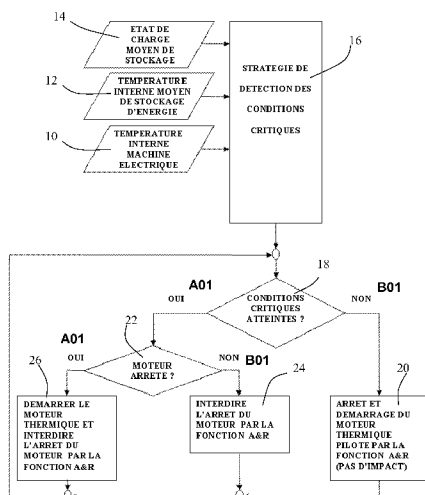 14
ETAT DE
CHARGE
MOYEN DE
STOCKAGE
16
STRATEGIE DE
DETECTION DES
CONDITIONS
CRITIQUES
12
TEMPERATURE
INTERNE MOYEN
DE STOCKAGE
D'ENERGIE
10
TEMPERATURE
INTERNE
MACHINE
ELECTRIQUE
18
A01
B01
OUI
CONDITIONS
CRITIQUES
ATTEINTES ?
NON
22
A01
OUI
MOTEUR
ARRETE ?
NON
B01
26
24
20
DEMARRER LE
MOTEUR
THERMIQUE ET
INTERDIRE
L'ARRET DU
MOTEUR PAR LA
FONCTION A&R
INTERDIRE
L'ARRET DU
MOTEUR PAR LA
FONCTION A&R
ARRET ET
DEMARRAGE DU
MOTEUR
THERMIQUE
PILOTE PAR LA
FONCTION A&R
(PAS D'IMPACT)